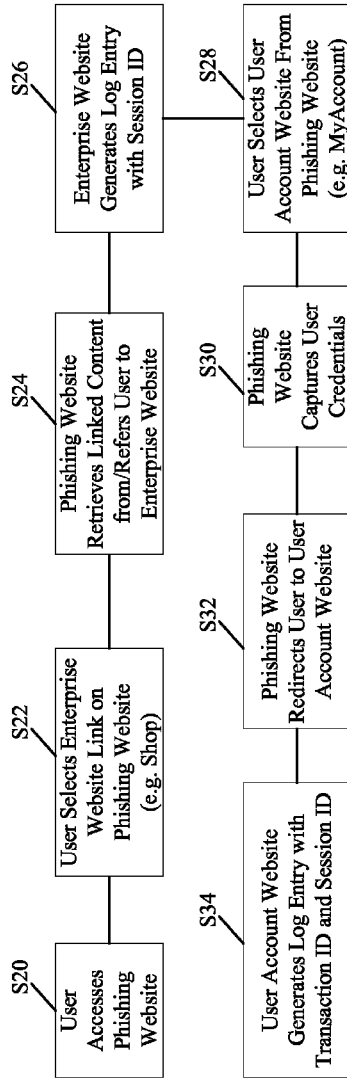 S20
User
Accesses
Phishing
Website
S22
User Selects Enterprise
Website Link on
Phishing Website
(e.g. Shop)
S24
Phishing Website
Retrieves Linked Content
from/Refers User to
Enterprise Website
S26
Enterprise Website
Generates Log Entry
with Session ID
S28
User Selects User
Account Website From
Phishing Website
(e.g. MyAccount)
S30
Phishing
Website
Captures User
Credentials
S32
Phishing Website
Redirects User to User
Account Website
S34
User Account Website
Generates Log Entry with
Transaction ID and Session ID